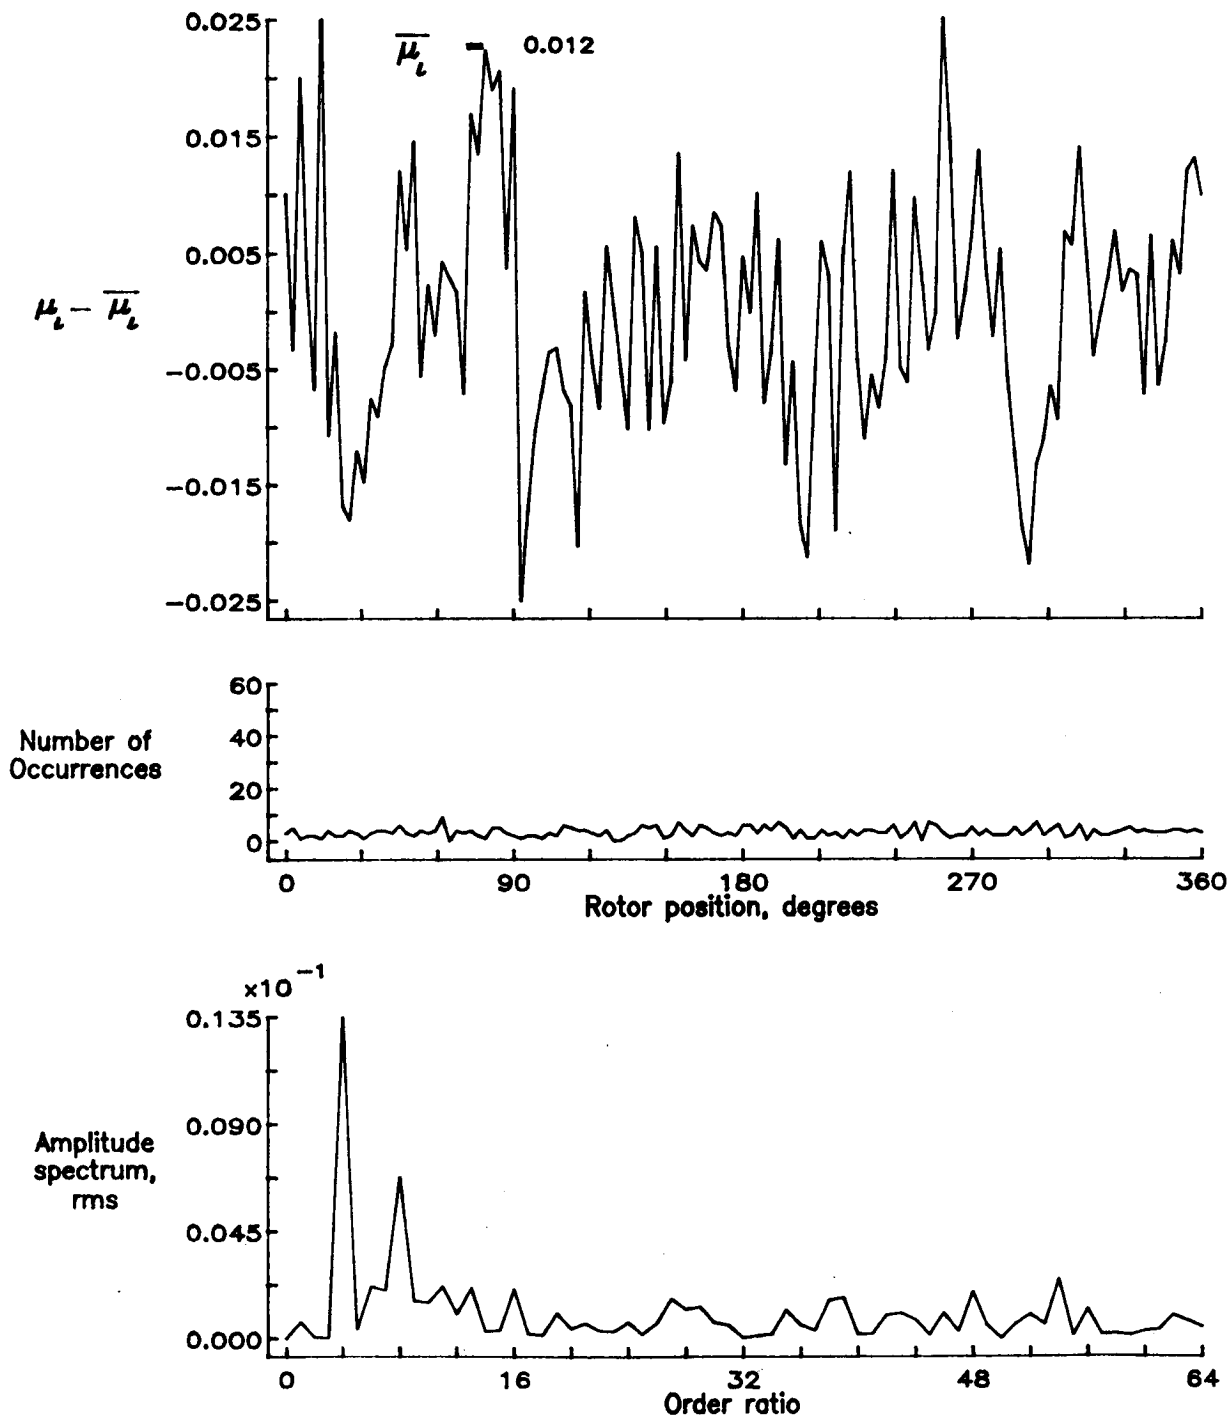 0.025
μ̅ᵢ = 0.012
0.015
0.005
μᵢ − μ̅ᵢ
−0.005
−0.015
−0.025
60
Number of
Occurrences
40
20
0
0 90 180 270 360
Rotor position, degrees
×10⁻¹
0.135
0.090
Amplitude
spectrum,
rms
0.045
0.000
0 16 32 48 64
Order ratio